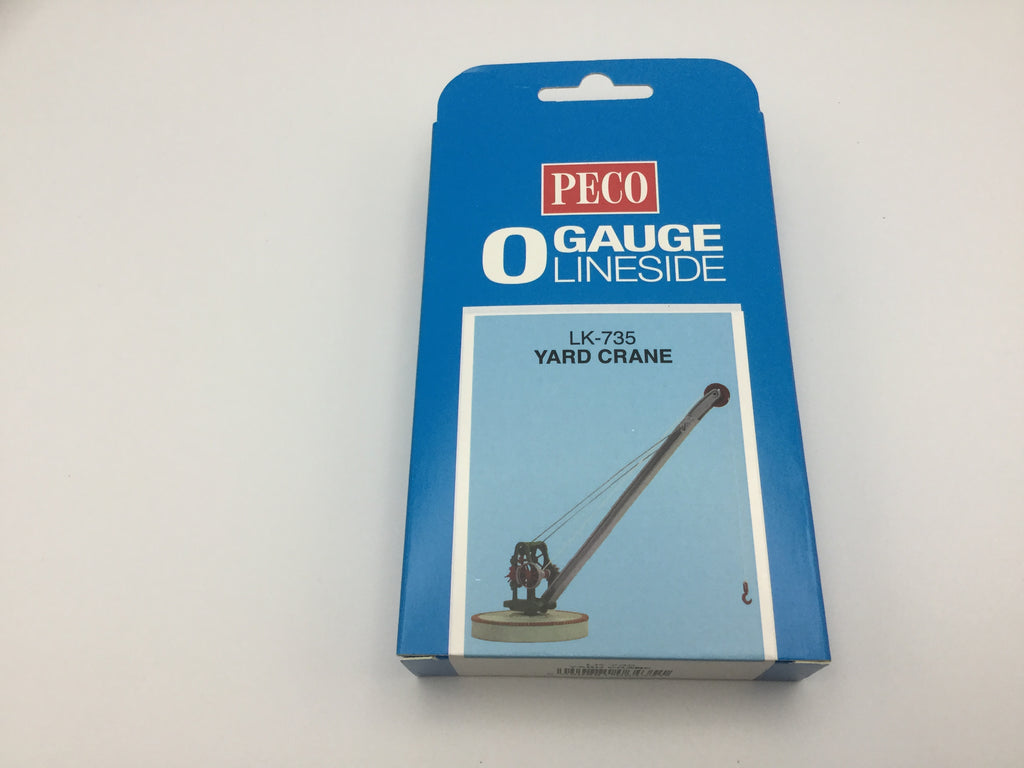 PECO
O GAUGE
LINESIDE
LK-735
YARD CRANE